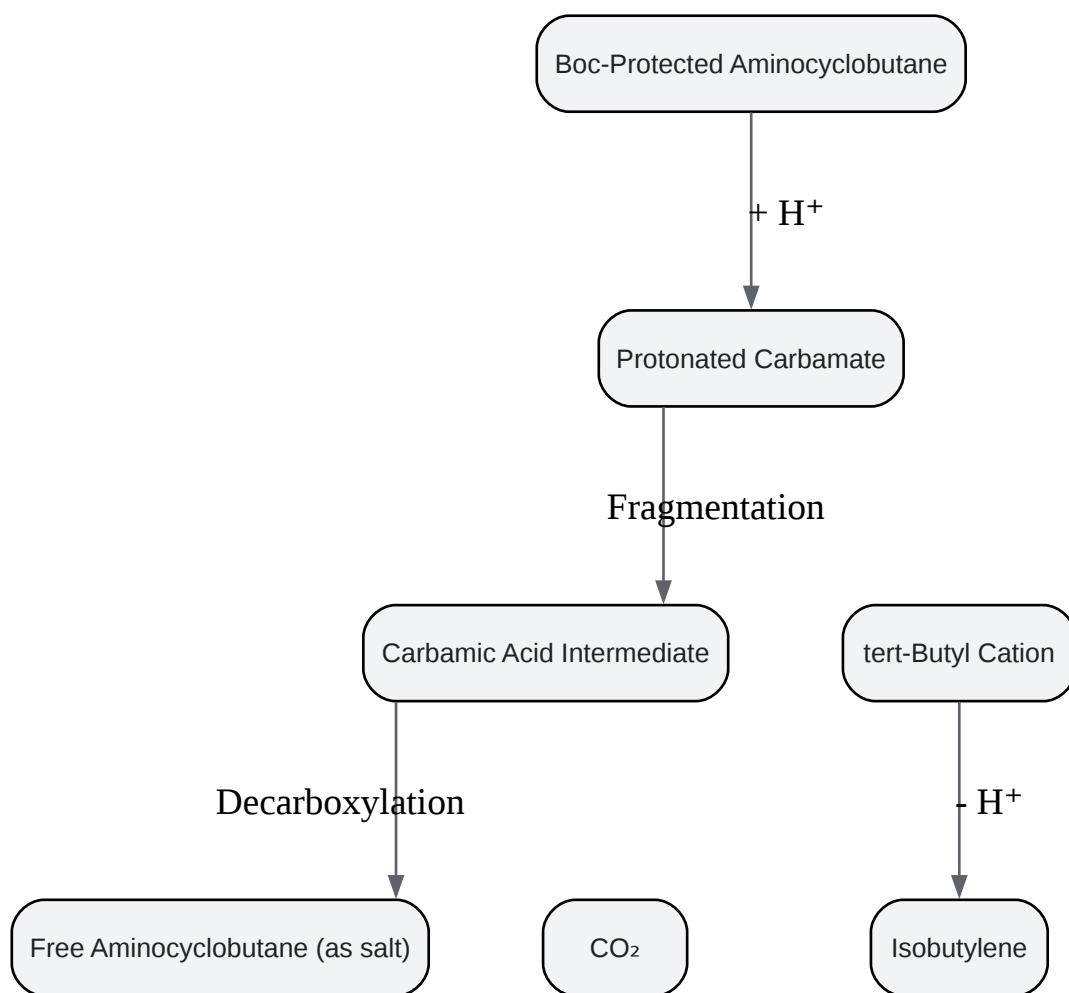 Boc-Protected Aminocyclobutane
+ H⁺
Protonated Carbamate
Fragmentation
Carbamic Acid Intermediate
tert-Butyl Cation
Decarboxylation
- H⁺
Free Aminocyclobutane (as salt)
CO₂
Isobutylene